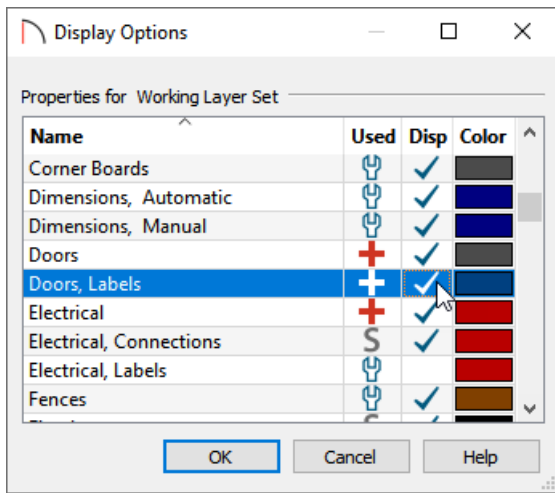 Display Options
Properties for Working Layer Set
Name Used Disp Color
Corner Boards
Dimensions, Automatic
Dimensions, Manual
Doors
Doors, Labels
Electrical
Electrical, Connections S
Electrical, Labels
Fences
OK Cancel Help